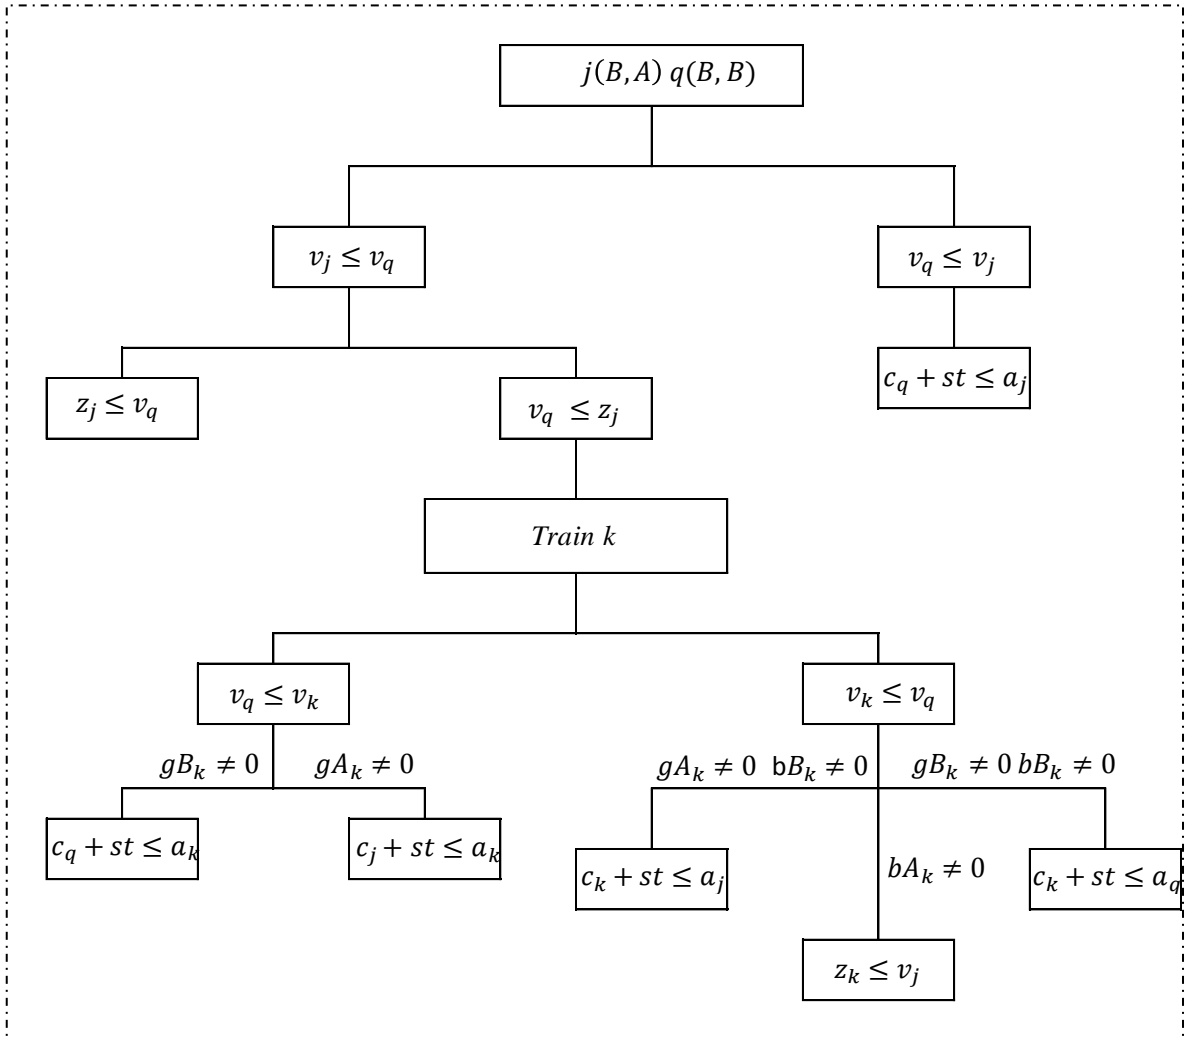 j(B, A) q(B, B)
v_j ≤ v_q
v_q ≤ v_j
z_j ≤ v_q
v_q ≤ z_j
c_q + st ≤ a_j
Train k
v_q ≤ v_k
v_k ≤ v_q
gB_k ≠ 0
gA_k ≠ 0
gA_k ≠ 0 bB_k ≠ 0
gB_k ≠ 0 bB_k ≠ 0
c_q + st ≤ a_k
c_j + st ≤ a_k
c_k + st ≤ a_j
bA_k ≠ 0
c_k + st ≤ a_q
z_k ≤ v_j